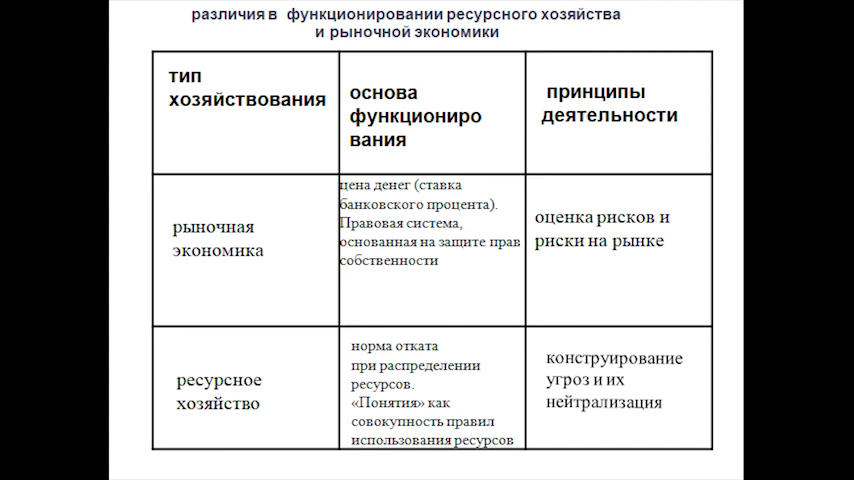 различия в функционировании ресурсного хозяйства
и рыночной экономики
тип
хозяйствования
основа
функциониро
вания
принципы
деятельности
рыночная
экономика
цена денег (ставка
банковского процента).
Правовая система,
основанная на защите прав
собственности
оценка рисков и
риски на рынке
ресурсное
хозяйство
норма отката
при распределении
ресурсов.
«Понятия» как
совокупность правил
использования ресурсов
конструирование
угроз и их
нейтрализация